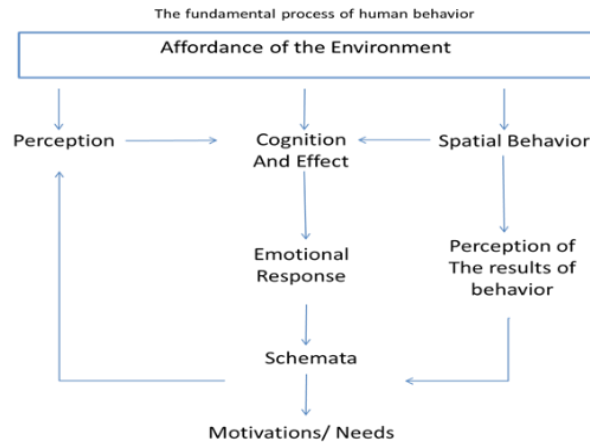 The fundamental process of human behavior
Affordance of the Environment
Perception
Cognition
And Effect
Spatial Behavior
Emotional
Response
Perception of
The results of
behavior
Schemata
Motivations/ Needs